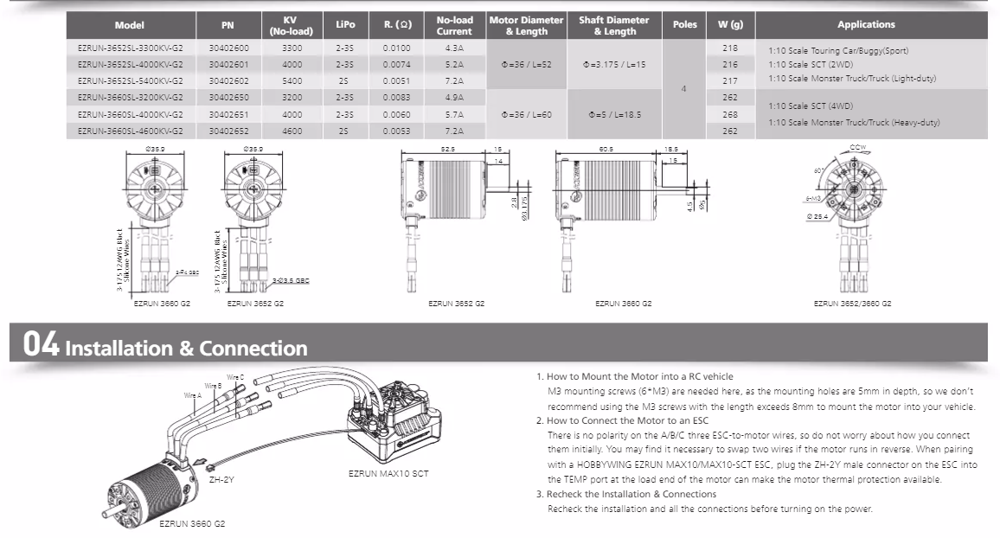 Model PN KV (No-load) LiPo R. (Ω) No-load Current Motor Diameter & Length Shaft Diameter & Length Poles W (g) Applications
EZRUN-3652SL-3300KV-G2 30402600 3300 2-3S 0.0100 4.3A Φ=36 / L=52 Φ=3.175 / L=15 4 218 1:10 Scale Touring Car/Buggy(Sport)
EZRUN-3652SL-4000KV-G2 30402601 4000 2-3S 0.0074 5.2A 216 1:10 Scale SCT (2WD)
EZRUN-3652SL-5400KV-G2 30402602 5400 2S 0.0051 7.2A 217 1:10 Scale Monster Truck/Truck (Light-duty)
EZRUN-3660SL-3200KV-G2 30402650 3200 2-3S 0.0083 4.9A Φ=36 / L=60 Φ=5 / L=18.5 262 1:10 Scale SCT (4WD)
EZRUN-3660SL-4000KV-G2 30402651 4000 2-3S 0.0060 5.7A 268 1:10 Scale Monster Truck/Truck (Heavy-duty)
EZRUN-3660SL-4600KV-G2 30402652 4600 2S 0.0053 7.2A 262
Ø35.9
3-175 12AWG Black
Silikone Wires
EZRUN 3660 G2
Ø35.9
3-175 12AWG Black
Silikone Wires
3-Ø3.5 GBC
EZRUN 3652 G2
52.5 15
14
2.8
Ø3.175
EZRUN 3652 G2
60.5 18.5
15
4.5
Ø5
EZRUN 3660 G2
CCW
60°
6-M3
Ø 25.4
EZRUN 3652/3660 G2
04 Installation & Connection
Wire C
Wire B
Wire A
ZH-2Y
EZRUN MAX10 SCT
EZRUN 3660 G2
1. How to Mount the Motor into a RC vehicle
M3 mounting screws (6*M3) are needed here, as the mounting holes are 5mm in depth, so we don't
recommend using the M3 screws with the length exceeds 8mm to mount the motor into your vehicle.
2. How to Connect the Motor to an ESC
There is no polarity on the A/B/C three ESC-to-motor wires, so do not worry about how you connect
them initially. You may find it necessary to swap two wires if the motor runs in reverse. When pairing
with a HOBBYWING EZRUN MAX10/MAX10-SCT ESC, plug the ZH-2Y male connector on the ESC into
the TEMP port at the load end of the motor can make the motor thermal protection available.
3. Recheck the Installation & Connections
Recheck the installation and all the connections before turning on the power.